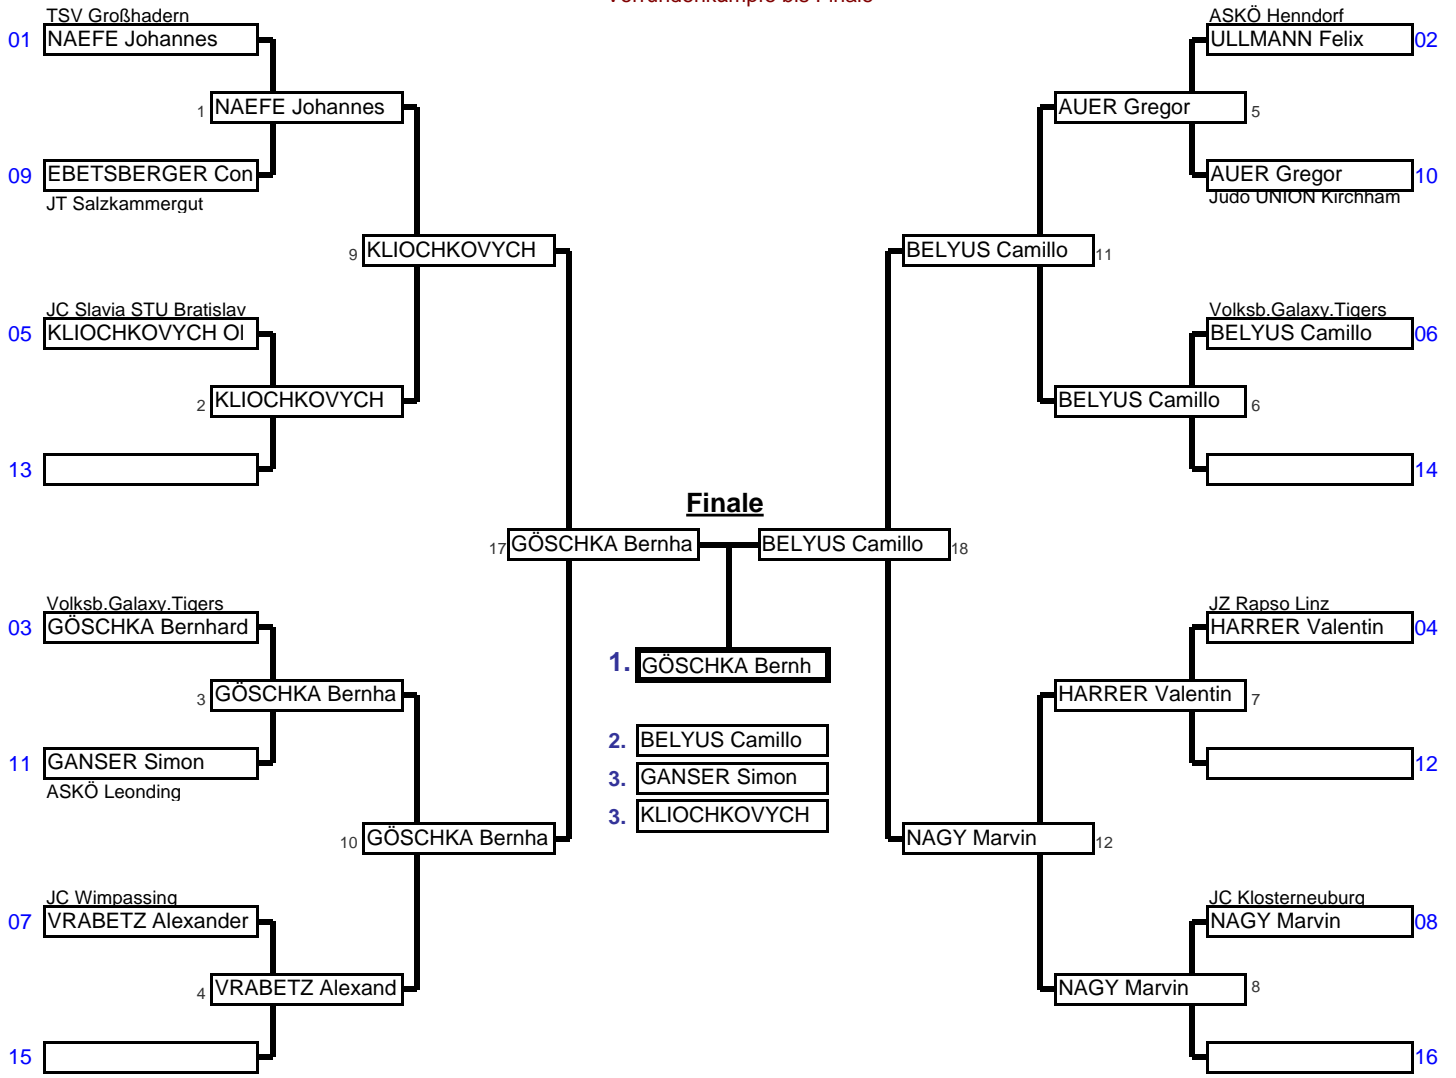 Vorrundenkämpfe bis Finale
TSV Großhadern
01 NAEFE Johannes
1 NAEFE Johannes
09 EBETSBERGER Con
JT Salzkammergut
9 KLIOCHKOVYCH
JC Slavia STU Bratislav
05 KLIOCHKOVYCH Ol
2 KLIOCHKOVYCH
13
17 GÖSCHKA Bernha
Volksb.Galaxy.Tigers
03 GÖSCHKA Bernhard
3 GÖSCHKA Bernha
11 GANSER Simon
ASKÖ Leonding
10 GÖSCHKA Bernha
JC Wimpassing
07 VRABETZ Alexander
4 VRABETZ Alexand
15
Finale
1. GÖSCHKA Bernh
2. BELYUS Camillo
3. GANSER Simon
3. KLIOCHKOVYCH
ASKÖ Henndorf
ULLMANN Felix 02
AUER Gregor 5
AUER Gregor 10
Judo UNION Kirchham
BELYUS Camillo 11
Volksb.Galaxy.Tigers
BELYUS Camillo 06
BELYUS Camillo 6
14
BELYUS Camillo 18
JZ Rapso Linz
HARRER Valentin 04
HARRER Valentin 7
12
NAGY Marvin 12
JC Klosterneuburg
NAGY Marvin 08
NAGY Marvin 8
16